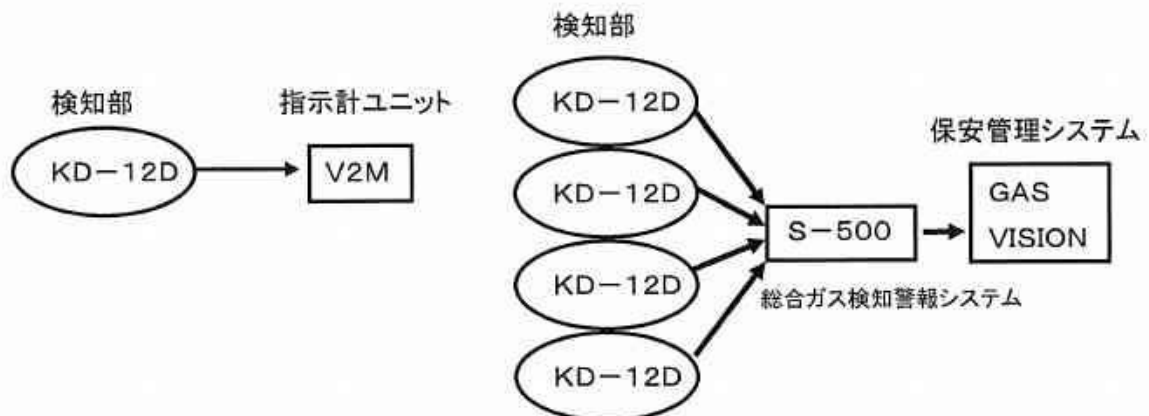 検知部
KD−12D
指示計ユニット
V2M
検知部
KD−12D
KD−12D
KD−12D
KD−12D
S−500
総合ガス検知警報システム
保安管理システム
GAS
VISION